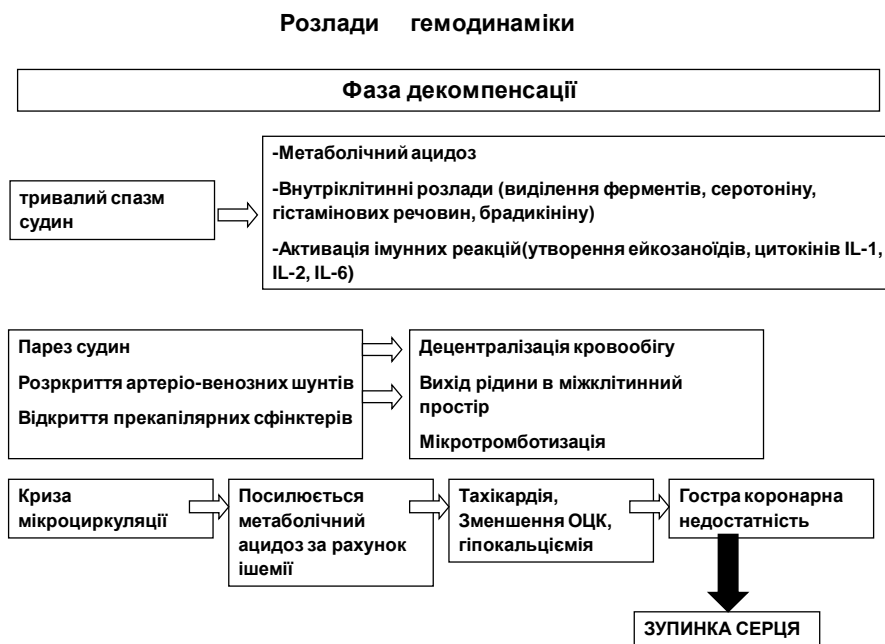 Розлади гемодинаміки
Фаза декомпенсації
тривалий спазм
судин
-Метаболічний ацидоз
-Внутріклітинні розлади (виділення ферментів, серотоніну,
гістамінових речовин, брадикініну)
-Активація імунних реакцій(утворення ейкозаноїдів, цитокінів IL-1,
IL-2, IL-6)
Парез судин
Розркриття артеріо-венозних шунтів
Відкриття прекапілярних сфінктерів
Децентралізація кровообігу
Вихід рідини в міжклітинний
простір
Мікротромботизація
Криза
мікроциркуляції
Посилюється
метаболічний
ацидоз за рахунок
ішемії
Тахікардія,
Зменшення ОЦК,
гіпокальціємія
Гостра коронарна
недостатність
ЗУПИНКА СЕРЦЯ